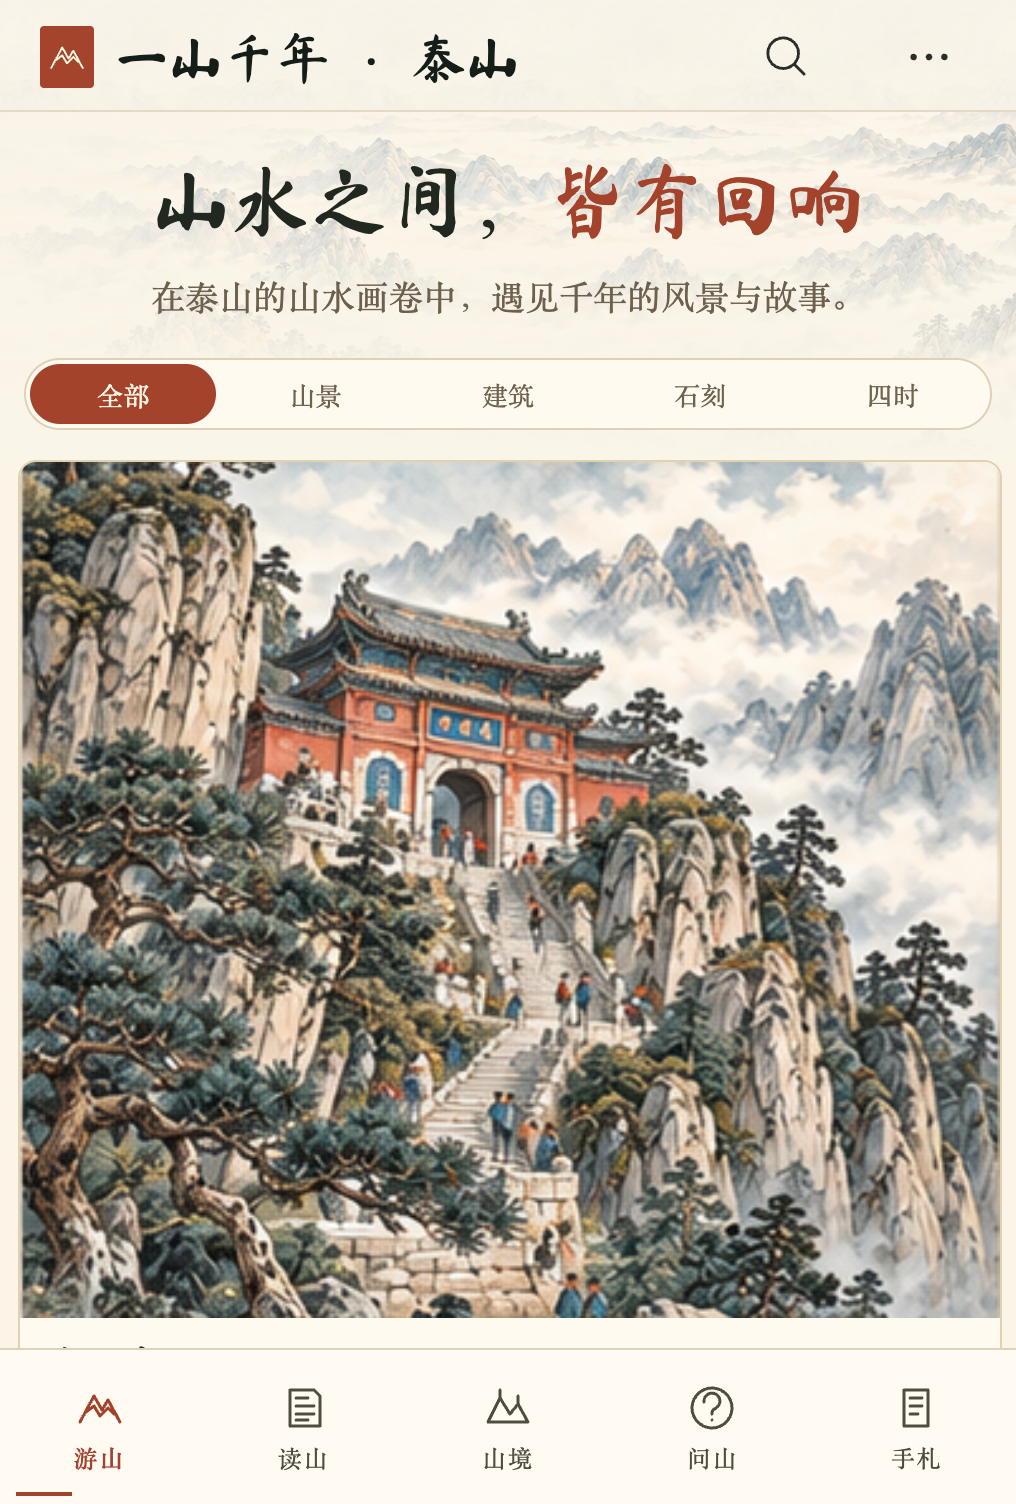 一山千年 · 泰山
山水之间，皆有回响
在泰山的山水画卷中，遇见千年的风景与故事。
全部
山景
建筑
石刻
四时
游山
读山
山境
问山
手札